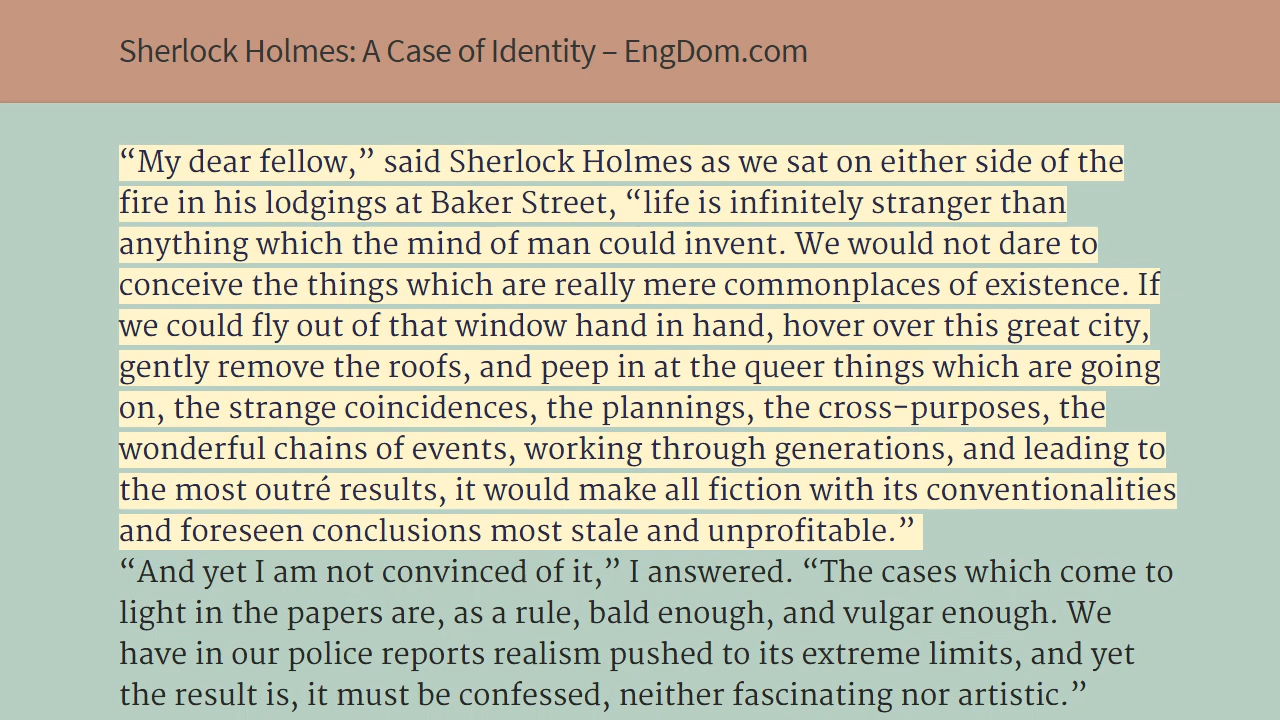 Sherlock Holmes: A Case of Identity – EngDom.com
“My dear fellow,” said Sherlock Holmes as we sat on either side of the
fire in his lodgings at Baker Street, “life is infinitely stranger than
anything which the mind of man could invent. We would not dare to
conceive the things which are really mere commonplaces of existence. If
we could fly out of that window hand in hand, hover over this great city,
gently remove the roofs, and peep in at the queer things which are going
on, the strange coincidences, the plannings, the cross-purposes, the
wonderful chains of events, working through generations, and leading to
the most outré results, it would make all fiction with its conventionalities
and foreseen conclusions most stale and unprofitable.”
“And yet I am not convinced of it,” I answered. “The cases which come to
light in the papers are, as a rule, bald enough, and vulgar enough. We
have in our police reports realism pushed to its extreme limits, and yet
the result is, it must be confessed, neither fascinating nor artistic.”